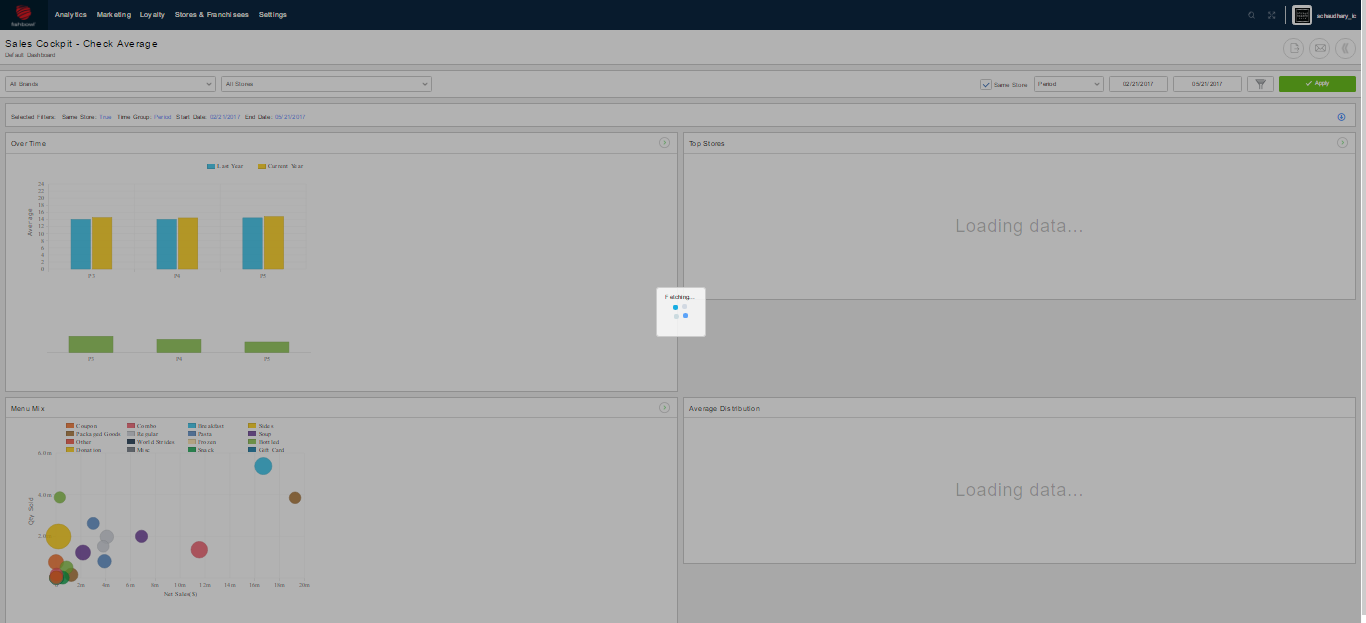 fishbowl
Analytics Marketing Loyalty Stores & Franchisees Settings
schaudhary_ic
Sales Cockpit - Check Average
Default Dashboard
All Brands
All Stores
Same Store
Period
02/21/2017
05/21/2017
Apply
Selected Filters: Same Store: True Time Group: Period Start Date: 02/21/2017 End Date: 05/21/2017
Over Time
Last Year Current Year
24
22
20
18
16
14
12
10
8
6
4
2
0
Average
P3 P4 P5
P3 P4 P5
Top Stores
Loading data...
Fetching...
Menu Mix
Coupon Combo Breakfast Sales
Packaged Goods Regular Pasta Soup
Other World Strides Frozen Bottled
Donation Misc Snack Gift Card
6.0m
4.0m
2.0m
Qty Sold
2m 4m 6m 8m 10m 12m 14m 16m 18m 20m
Net Sales($)
Average Distribution
Loading data...